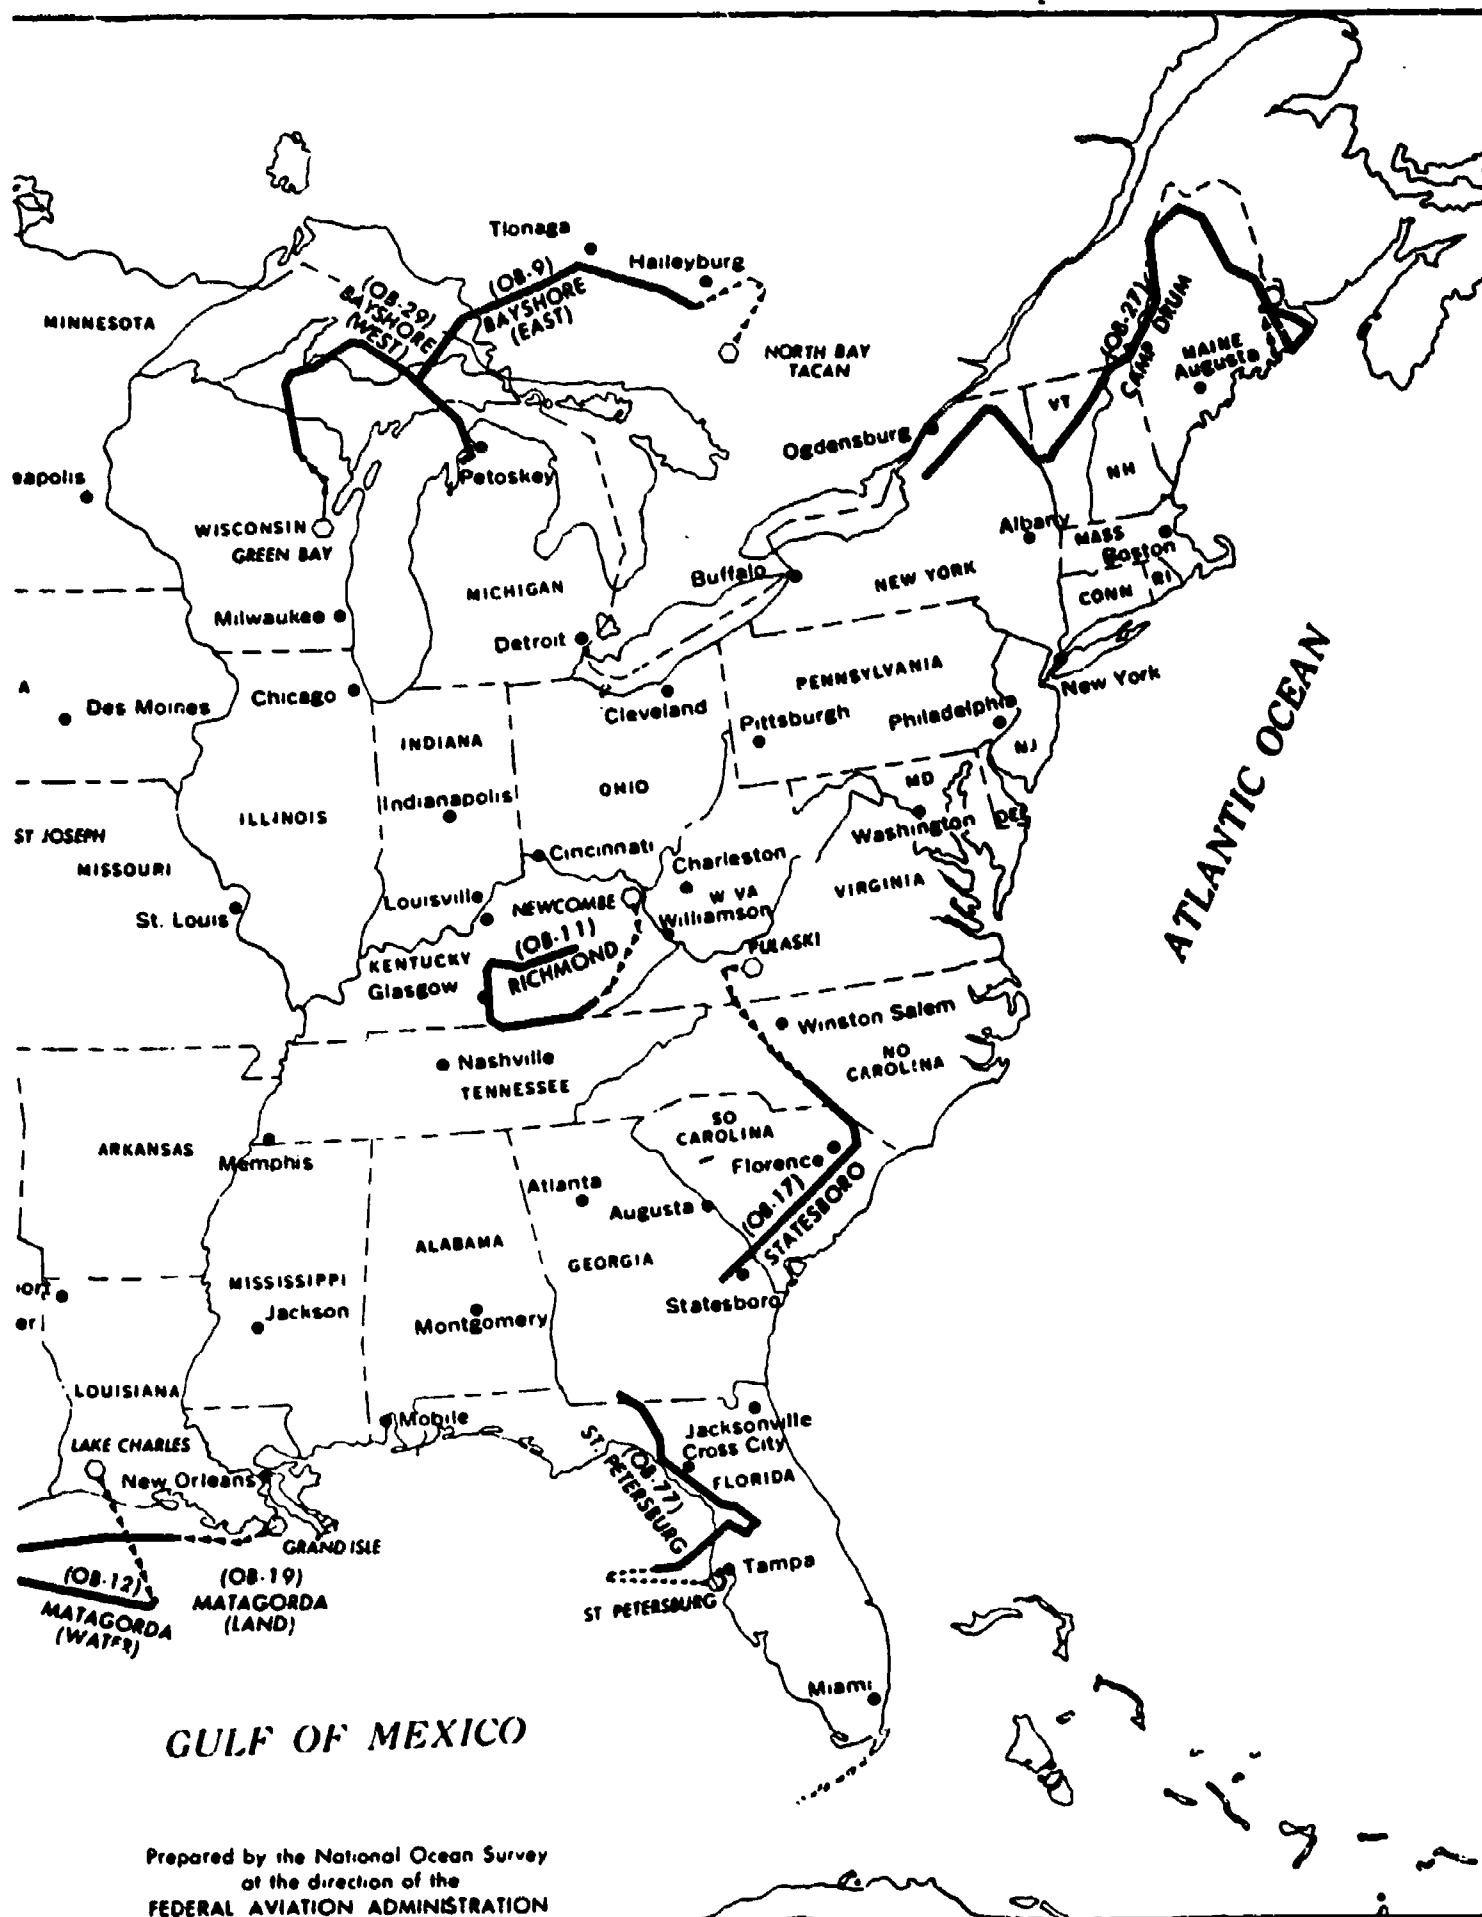 Tionaga
Haileyburg
(OB-9)
BAYSHORE
(EAST)
(OB-29)
BAYSHORE
(WEST)
MINNESOTA
NORTH BAY
TACAN
(OB-27)
CAMP DRUM
MAINE
Augusta
VT
Ogdensburg
NH
eapolis
Petoskey
WISCONSIN
GREEN BAY
Albany
MASS
Boston
MICHIGAN
Buffalo
NEW YORK
CONN
RI
Milwaukee
Detroit
PENNSYLVANIA
New York
A
Des Moines
Chicago
Cleveland
Pittsburgh
Philadelphia
NJ
INDIANA
OHIO
MD
Indianapolis
ILLINOIS
Washington
DEL
ATLANTIC OCEAN
ST JOSEPH
MISSOURI
Cincinnati
Charleston
W VA
VIRGINIA
Louisville
NEWCOMBE
Williamson
St. Louis
(OB-11)
RICHMOND
PULASKI
KENTUCKY
Glasgow
Winston Salem
Nashville
TENNESSEE
NO
CAROLINA
SO
CAROLINA
ARKANSAS
Memphis
Florence
Atlanta
Augusta
(OB-17)
STATESBORO
ALABAMA
GEORGIA
MISSISSIPPI
Jackson
Statesboro
ort
er
Montgomery
LOUISIANA
Mobile
Jacksonville
Cross City
LAKE CHARLES
New Orleans
ST. PETERSBURG
(OB-77)
FLORIDA
GRAND ISLE
(OB-12)
MATAGORDA
(WATER)
(OB-19)
MATAGORDA
(LAND)
Tampa
ST PETERSBURG
Miami
GULF OF MEXICO
Prepared by the National Ocean Survey
at the direction of the
FEDERAL AVIATION ADMINISTRATION